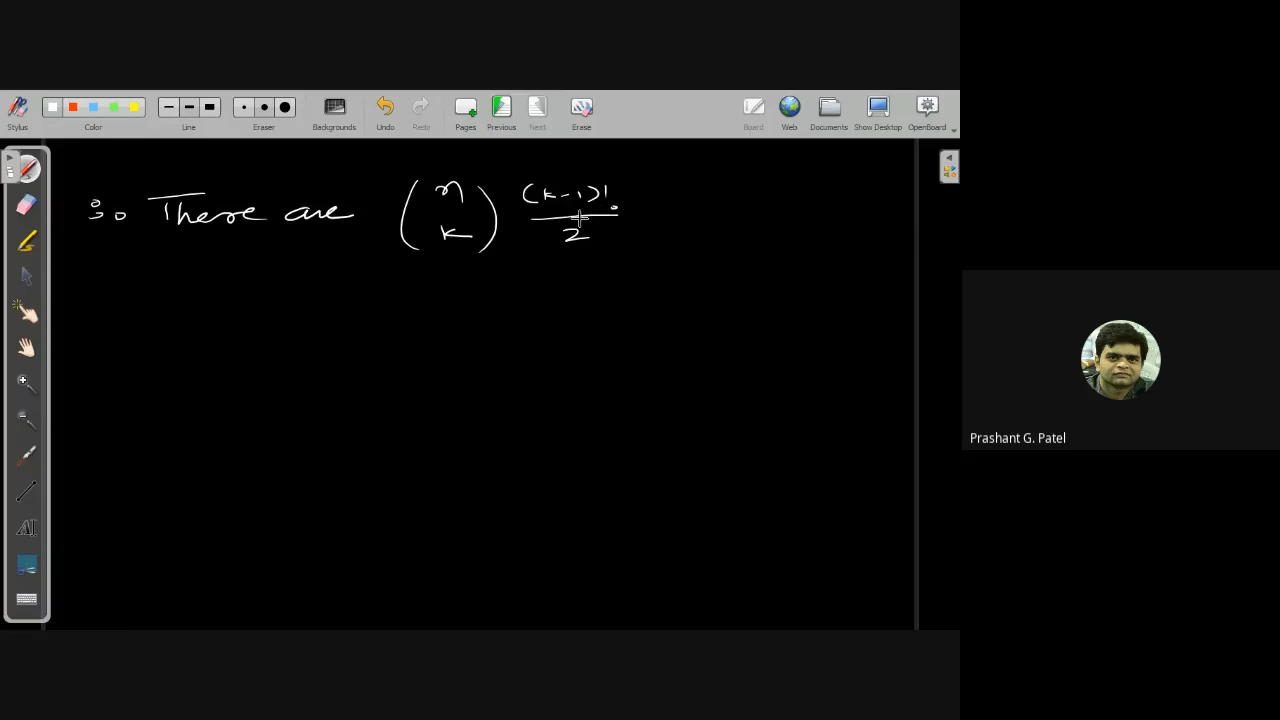 Stylus
Color
Line
Eraser
Backgrounds
Undo
Redo
Pages
Previous
Next
Erase
Board
Web
Documents
Show Desktop
OpenBoard
There are (n k) (k-1)!/2
AI
Prashant G. Patel